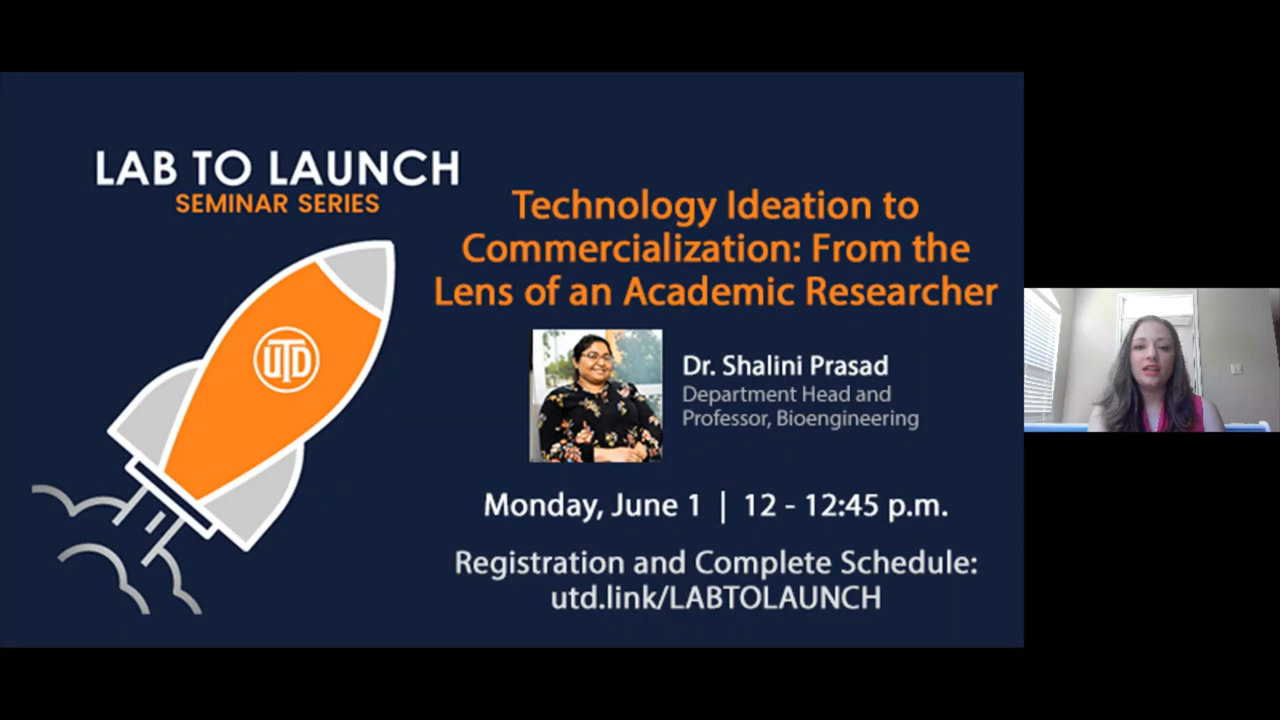 LAB TO LAUNCH
SEMINAR SERIES
UTD
Technology Ideation to
Commercialization: From the
Lens of an Academic Researcher
Dr. Shalini Prasad
Department Head and
Professor, Bioengineering
Monday, June 1 | 12 - 12:45 p.m.
Registration and Complete Schedule:
utd.link/LABTOLAUNCH